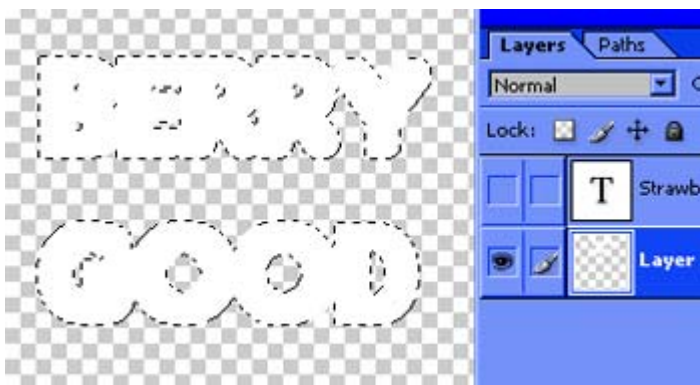 BERRY
GOOD
Layers Paths
Normal
Lock:
T Strawb
Layer